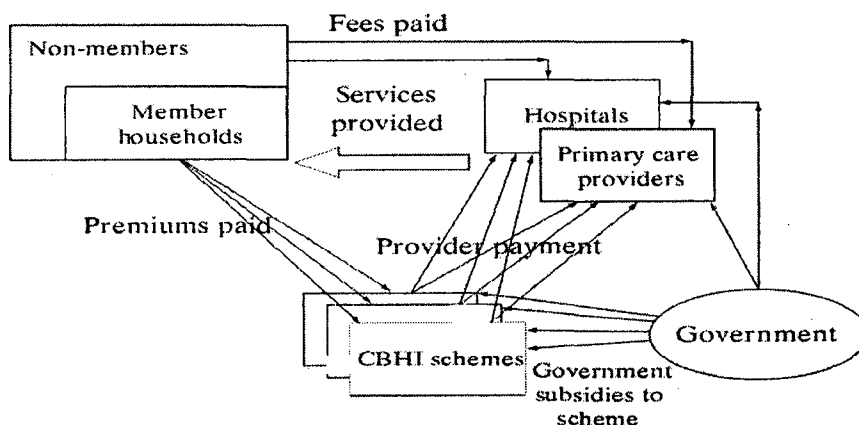 Fees paid
Non-members
Member
households
Services
provided
Hospitals
Primary care
providers
Premiums paid
Provider payment
Government
CBHI schemes
Government
subsidies to
scheme